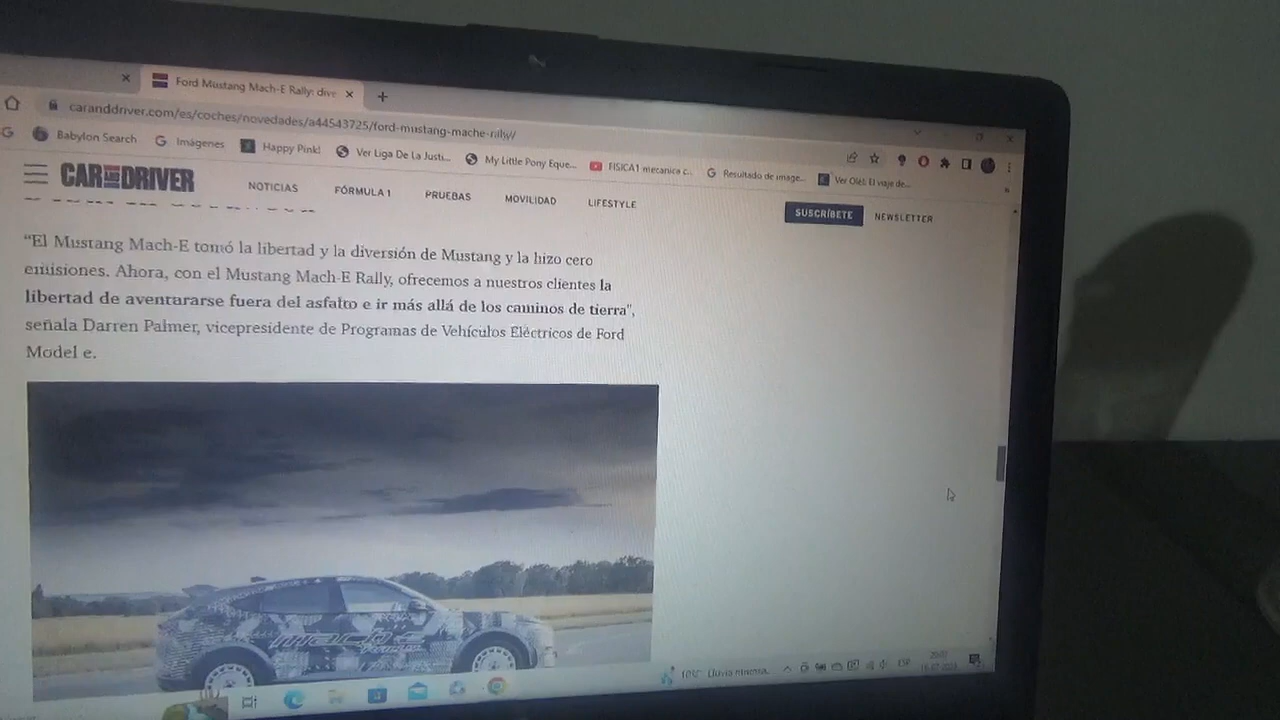 Ford Mustang Mach-E Rally: dive
caranddriver.com/es/coches/novedades/a44543725/ford-mustang-mache-rally/
G Babylon Search G Imágenes Happy Pink! Ver Liga De La Justi... My Little Pony Eque... FISICA1 mecanica c... G Resultado de image... Ver Olét: El viaje de...
CAR AND DRIVER NOTICIAS FÓRMULA 1 PRUEBAS MOVILIDAD LIFESTYLE SUSCRÍBETE NEWSLETTER
“El Mustang Mach-E tomó la libertad y la diversión de Mustang y la hizo cero
emisiones. Ahora, con el Mustang Mach-E Rally, ofrecemos a nuestros clientes la
libertad de aventurarse fuera del asfalto e ir más allá de los caminos de tierra",
señala Darren Palmer, vicepresidente de Programas de Vehículos Eléctricos de Ford
Model e.
mach-e
10°C Lluvia ESP